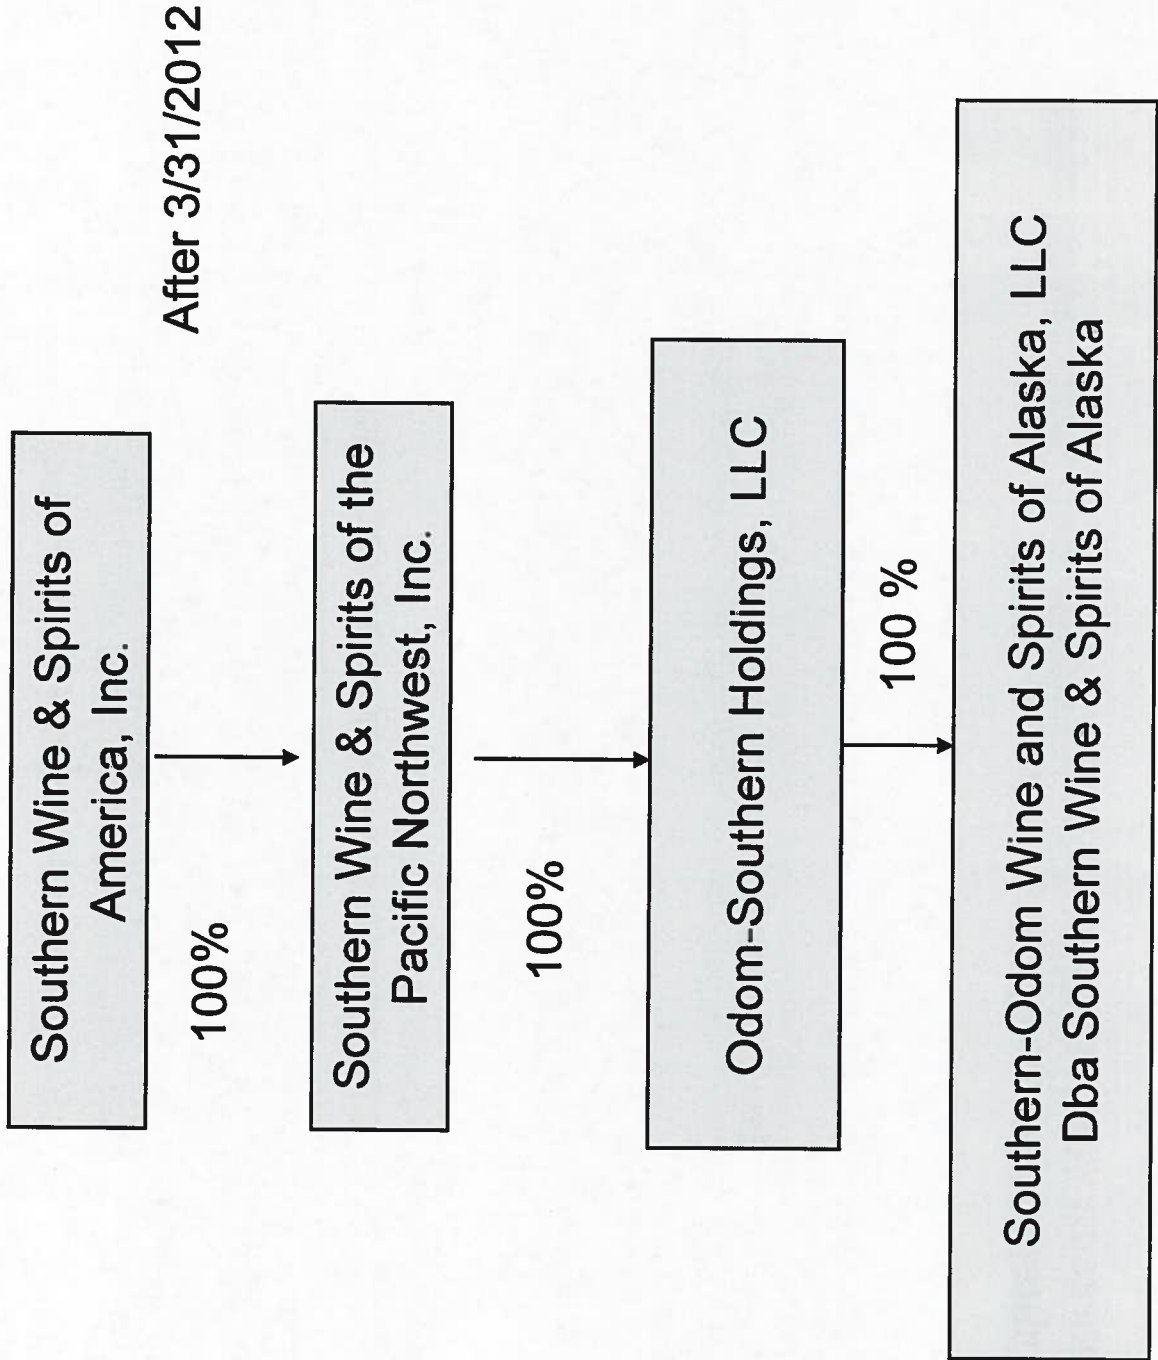 After 3/31/2012
Southern Wine & Spirits of
America, Inc.
100%
Southern Wine & Spirits of the
Pacific Northwest, Inc.
100%
Odom-Southern Holdings, LLC
100 %
Southern-Odom Wine and Spirits of Alaska, LLC
Dba Southern Wine & Spirits of Alaska